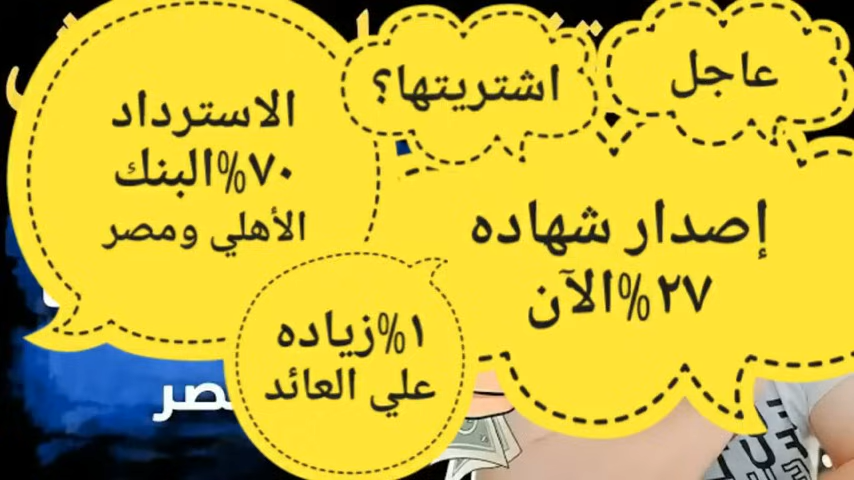 عاجل
اشتريتها؟
إصدار شهاده
٢٧%الآن
الاسترداد
٧٠%البنك
الأهلي ومصر
١%زياده
علي العائد